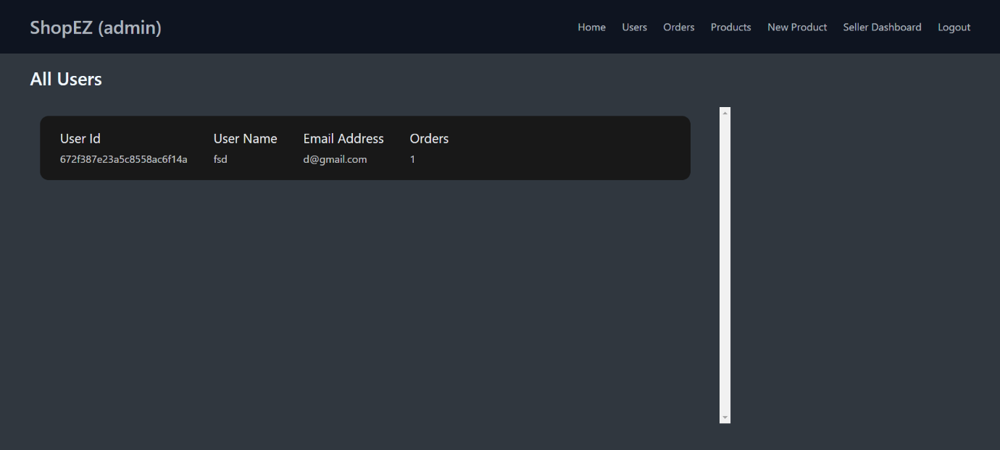 ShopEZ (admin) Home Users Orders Products New Product Seller Dashboard Logout
All Users
User Id User Name Email Address Orders
672f387e23a5c8558ac6f14a fsd d@gmail.com 1